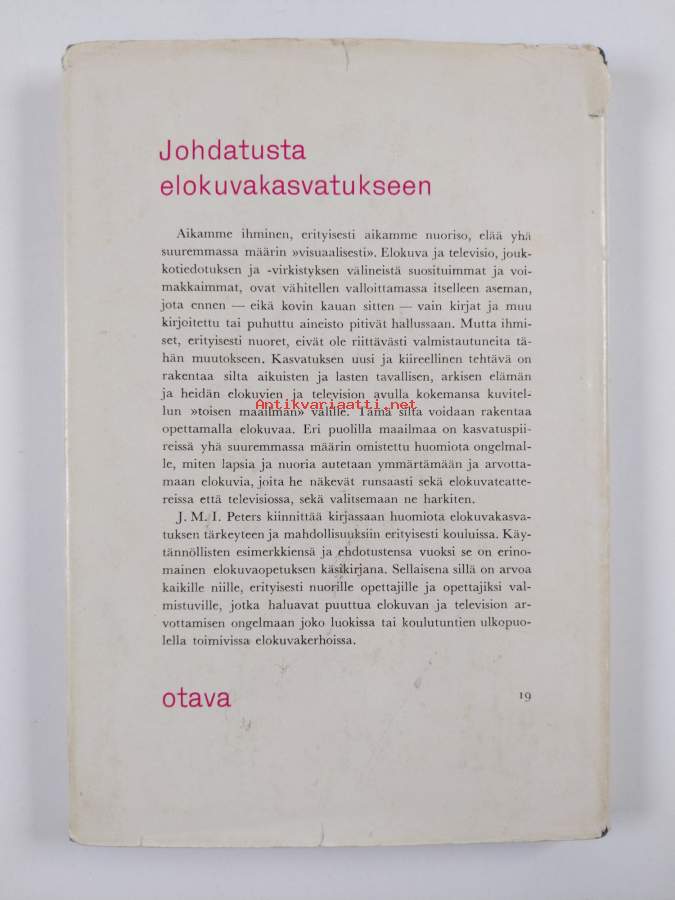 Johdatusta
elokuvakasvatukseen
Aikamme ihminen, erityisesti aikamme nuoriso, elää yhä
suuremmassa määrin »visuaalisesti». Elokuva ja televisio, jouk-
kotiedotuksen ja -virkistyksen välineistä suosituimmat ja voi-
makkaimmat, ovat vähitellen valloittamassa itselleen aseman,
jota ennen — eikä kovin kauan sitten — vain kirjat ja muu
kirjoitettu tai puhuttu aineisto pitivät hallussaan. Mutta ihmi-
set, erityisesti nuoret, eivät ole riittävästi valmistautuneita tä-
hän muutokseen. Kasvatuksen uusi ja kiireellinen tehtävä on
rakentaa silta aikuisten ja lasten tavallisen, arkisen elämän
ja heidän elokuvien ja television avulla kokemansa kuvitel-
lun »toisen maailman» välille. Tämä silta voidaan rakentaa
Antikvariaatti.net
opettamalla elokuvaa. Eri puolilla maailmaa on kasvatuspii-
reissä yhä suuremmassa määrin omistettu huomiota ongelmal-
le, miten lapsia ja nuoria autetaan ymmärtämään ja arvotta-
maan elokuvia, joita he näkevät runsaasti sekä elokuvateatte-
reissa että televisiossa, sekä valitsemaan ne harkiten.
J. M. I. Peters kiinnittää kirjassaan huomiota elokuvakasva-
tuksen tärkeyteen ja mahdollisuuksiin erityisesti kouluissa. Käy-
tännöllisten esimerkkiensä ja ehdotustensa vuoksi se on erino-
mainen elokuvaopetuksen käsikirjana. Sellaisena sillä on arvoa
kaikille niille, erityisesti nuorille opettajille ja opettajiksi val-
mistuville, jotka haluavat puuttua elokuvan ja television ar-
vottamisen ongelmaan joko luokissa tai koulutuntien ulkopuo-
lella toimivissa elokuvakerhoissa.
otava
19